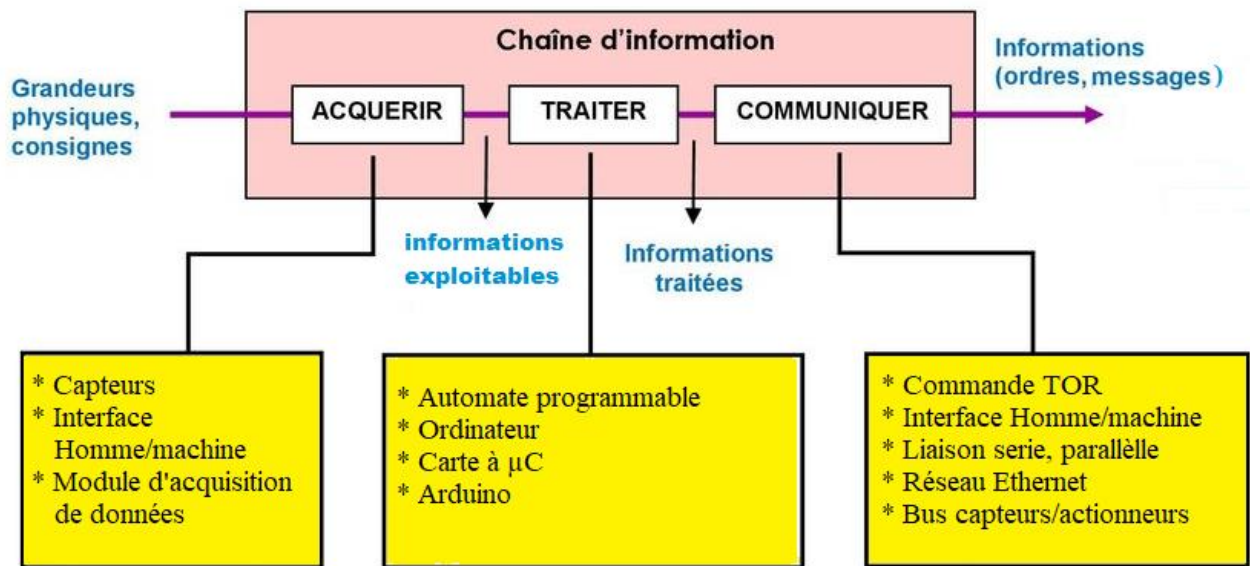 Chaîne d'information
Informations
(ordres, messages)
Grandeurs
physiques,
consignes
ACQUERIR
TRAITER
COMMUNIQUER
informations
exploitables
Informations
traitées
* Capteurs
* Interface
Homme/machine
* Module d'acquisition
de données
* Automate programmable
* Ordinateur
* Carte à µC
* Arduino
* Commande TOR
* Interface Homme/machine
* Liaison serie, parallèlle
* Réseau Ethernet
* Bus capteurs/actionneurs